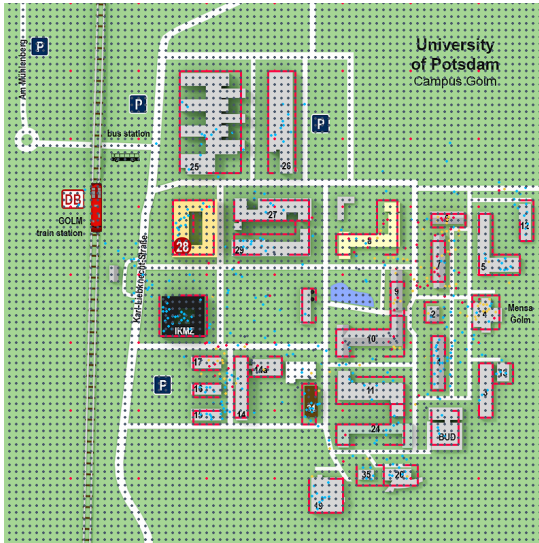 University
of Potsdam
Campus Golm
P
Am Mühlenberg
P
P
bus station
25
26
DB
GOLM
train station
Karl-Liebknecht-Straße
27
28
29
8
6
12
7
5
IKMZ
9
2
4
Mensa
Golm
10
1
17
14a
16
P
11
3
13
15
14
24
BUD
35
20
19